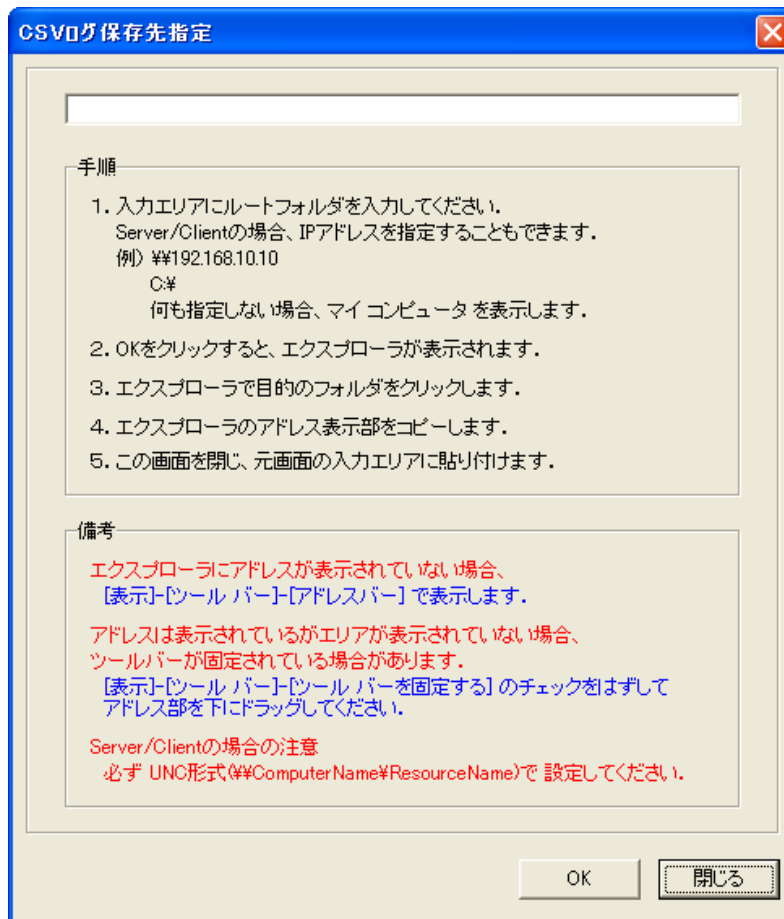 CSVログ保存先指定
手順
1. 入力エリアにルートフォルダを入力してください.
Server/Clientの場合、IPアドレスを指定することもできます.
例) ¥¥192.168.10.10
C:¥
何も指定しない場合、マイ コンピュータ を表示します.
2. OKをクリックすると、エクスプローラが表示されます.
3. エクスプローラで目的のフォルダをクリックします.
4. エクスプローラのアドレス表示部をコピーします.
5. この画面を閉じ、元画面の入力エリアに貼り付けます.
備考
エクスプローラにアドレスが表示されていない場合、
[表示]-[ツール バー]-[アドレスバー] で表示します.
アドレスは表示されているがエリアが表示されていない場合、
ツールバーが固定されている場合があります.
[表示]-[ツール バー]-[ツール バーを固定する] のチェックをはずして
アドレス部を下にドラッグしてください.
Server/Clientの場合の注意
必ず UNC形式(¥¥ComputerName¥ResourceName)で 設定してください.
OK
閉じる